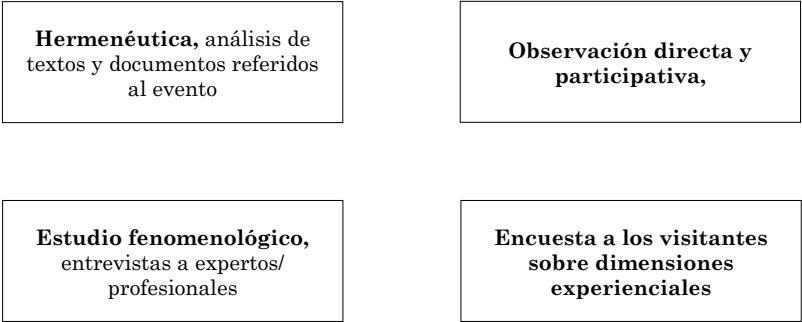 Hermenéutica, análisis de
textos y documentos referidos
al evento
Observación directa y
participativa,
Estudio fenomenológico,
entrevistas a expertos/
profesionales
Encuesta a los visitantes
sobre dimensiones
experienciales